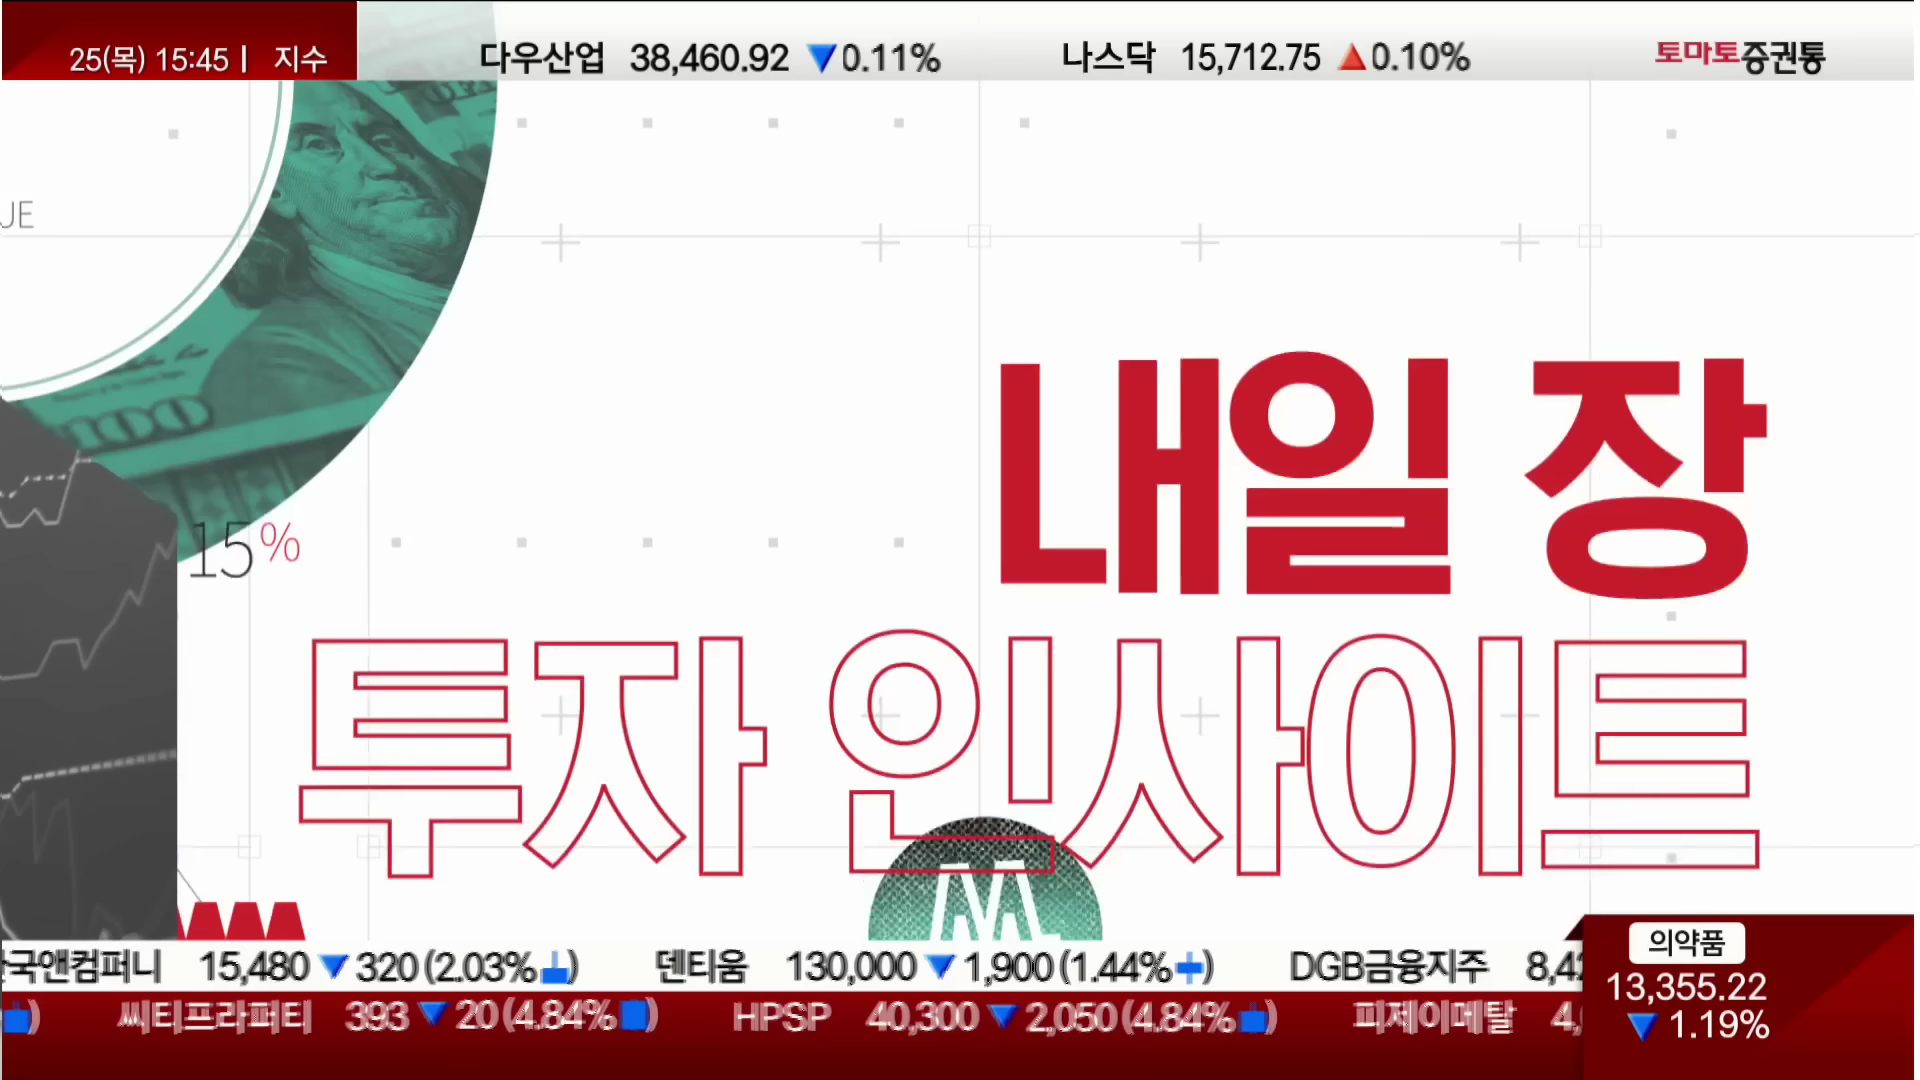 25(목) 15:45 | 지수 다우산업 38,460.92 ▼0.11% 나스닥 15,712.75 ▲0.10% 토마토증권통
UE
100
15%
내일 장
투자 인사이트
국앤컴퍼니 15,480 ▼320(2.03%) 덴티움 130,000 ▼1,900(1.44%) DGB금융지주 8,42
씨티프라퍼티 393 ▼20(4.84%) HPSP 40,300 ▼2,050(4.84%) 피제이메탈
의약품
13,355.22
▼1.19%